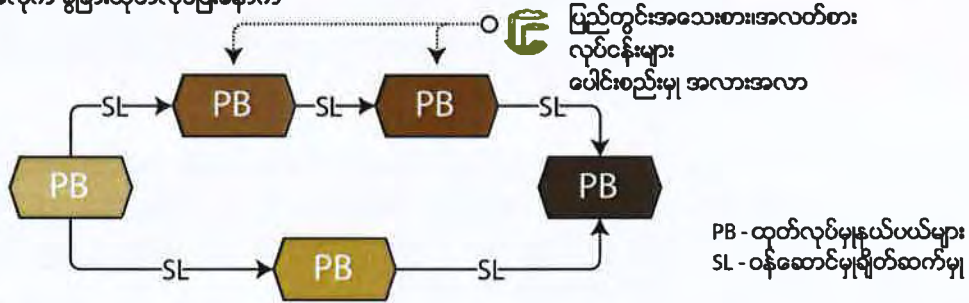 ပြည်တွင်းအသေးစား၊အလတ်စား
လုပ်ငန်းများ
ပေါင်းစည်းမှု အလားအလာ
SL PB SL PB SL
PB PB
SL PB SL
PB - ထုတ်လုပ်မှုနယ်ပယ်များ
SL - ဝန်ဆောင်မှုချိတ်ဆက်မှု